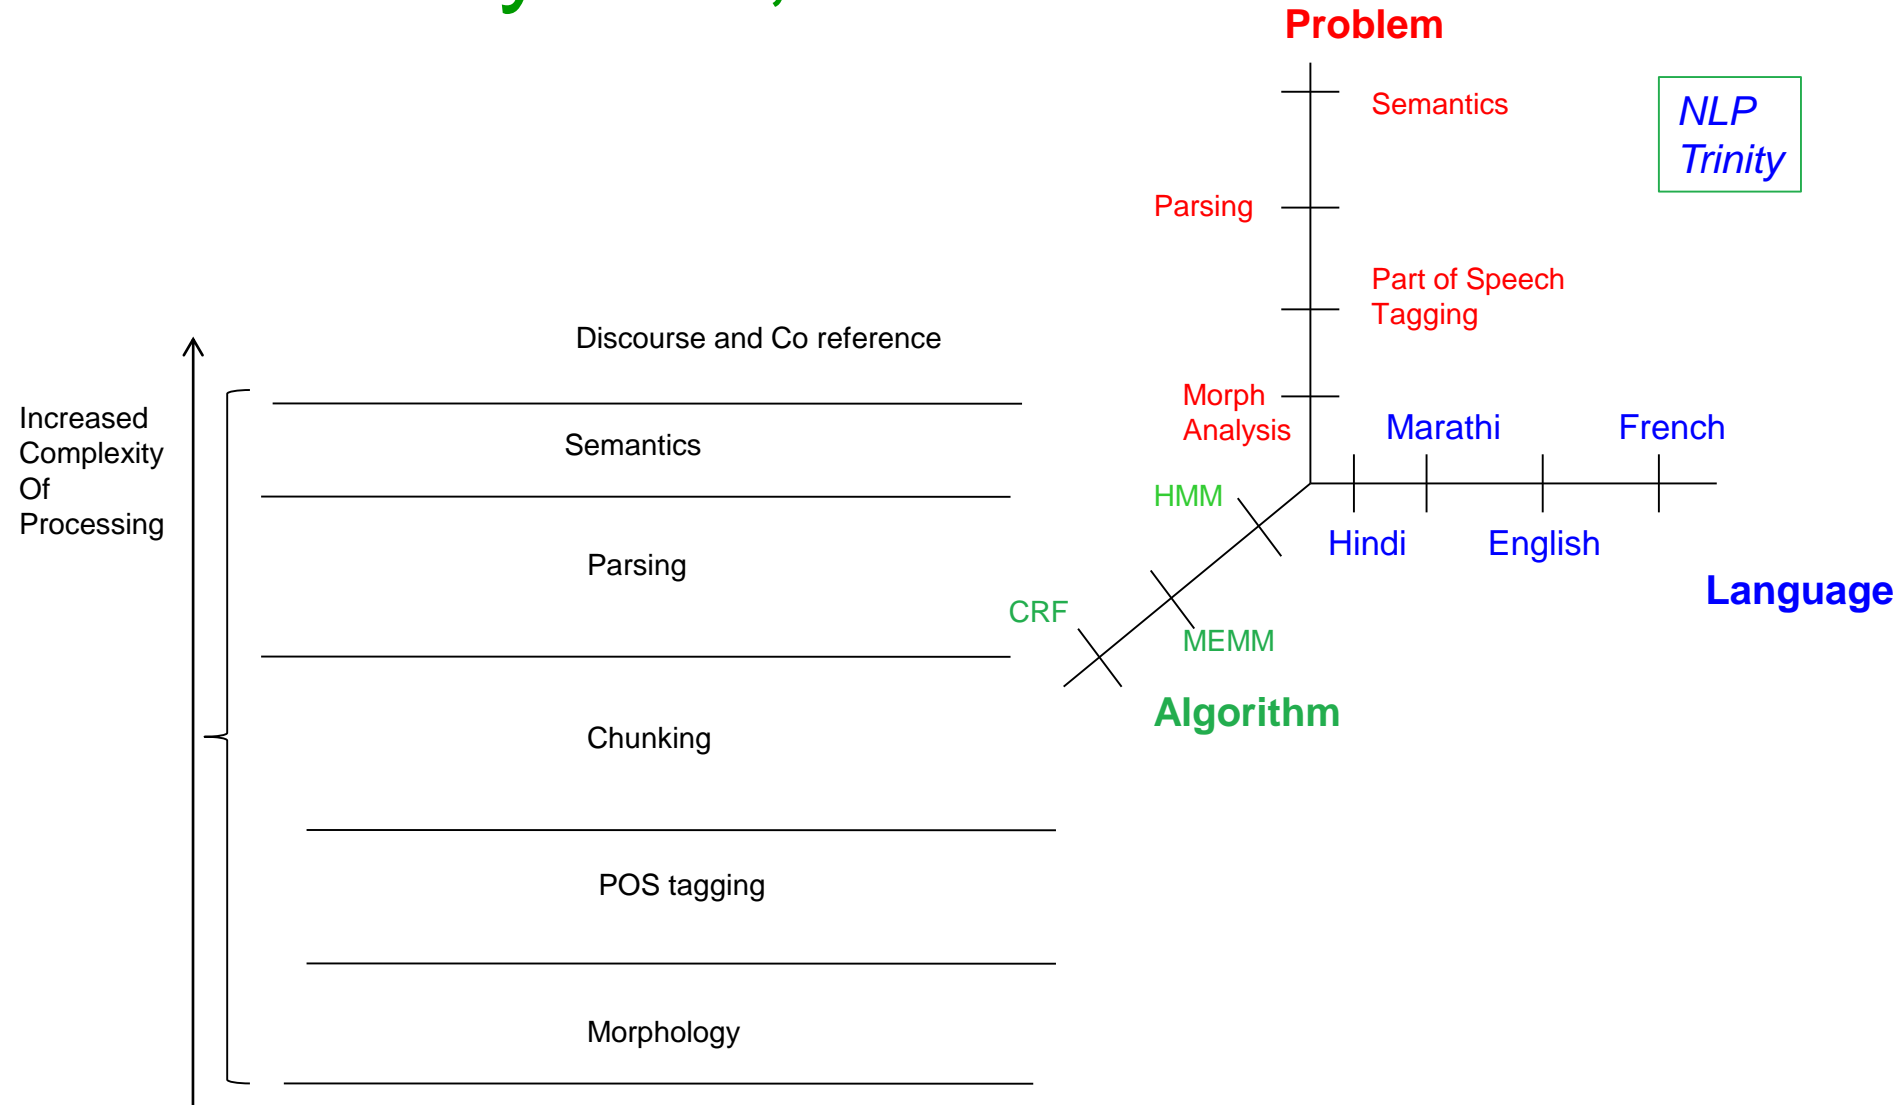 Problem
Semantics
NLP
Trinity
Parsing
Part of Speech
Tagging
Discourse and Co reference
Morph
Analysis
Increased
Complexity
Of
Processing
Semantics
Marathi
French
HMM
Hindi
English
Parsing
Language
CRF
MEMM
Algorithm
Chunking
POS tagging
Morphology